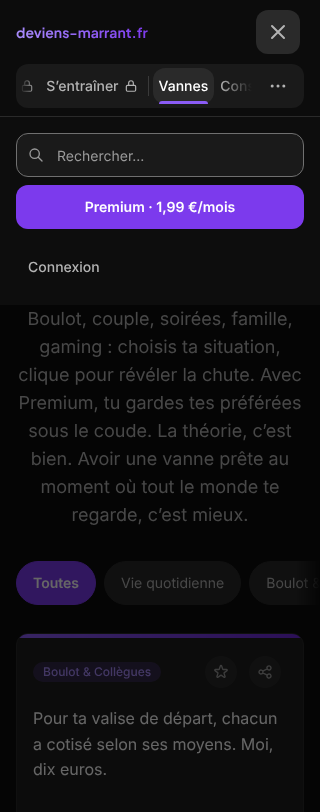 deviens-marrant.fr
S’entraîner
Vannes
Con
Rechercher...
Premium · 1,99 €/mois
Connexion
Boulot, couple, soirées, famille,
gaming : choisis ta situation,
clique pour révéler la chute. Avec
Premium, tu gardes tes préférées
sous le coude. La théorie, c’est
bien. Avoir une vanne prête au
moment où tout le monde te
regarde, c’est mieux.
Toutes
Vie quotidienne
Boulot &
Boulot & Collègues
Pour ta valise de départ, chacun
a cotisé selon ses moyens. Moi,
dix euros.